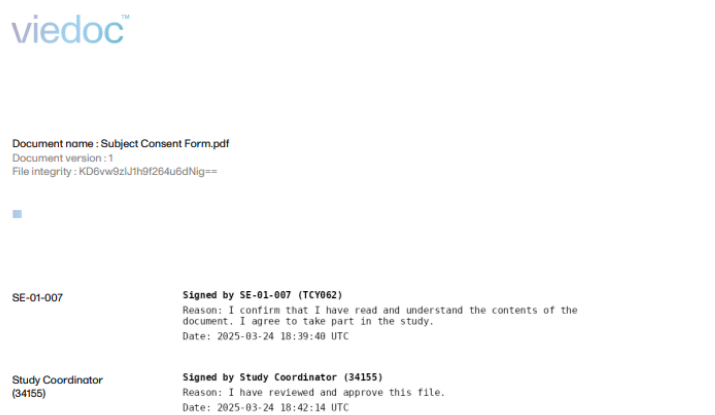 viedoc™
Document name : Subject Consent Form.pdf
Document version : 1
File integrity : KD6vw9zlJ1h9f264u6dNig==
SE-01-007
Signed by SE-01-007 (TCY062)
Reason: I confirm that I have read and understand the contents of the
document. I agree to take part in the study.
Date: 2025-03-24 18:39:40 UTC
Study Coordinator
(34155)
Signed by Study Coordinator (34155)
Reason: I have reviewed and approve this file.
Date: 2025-03-24 18:42:14 UTC